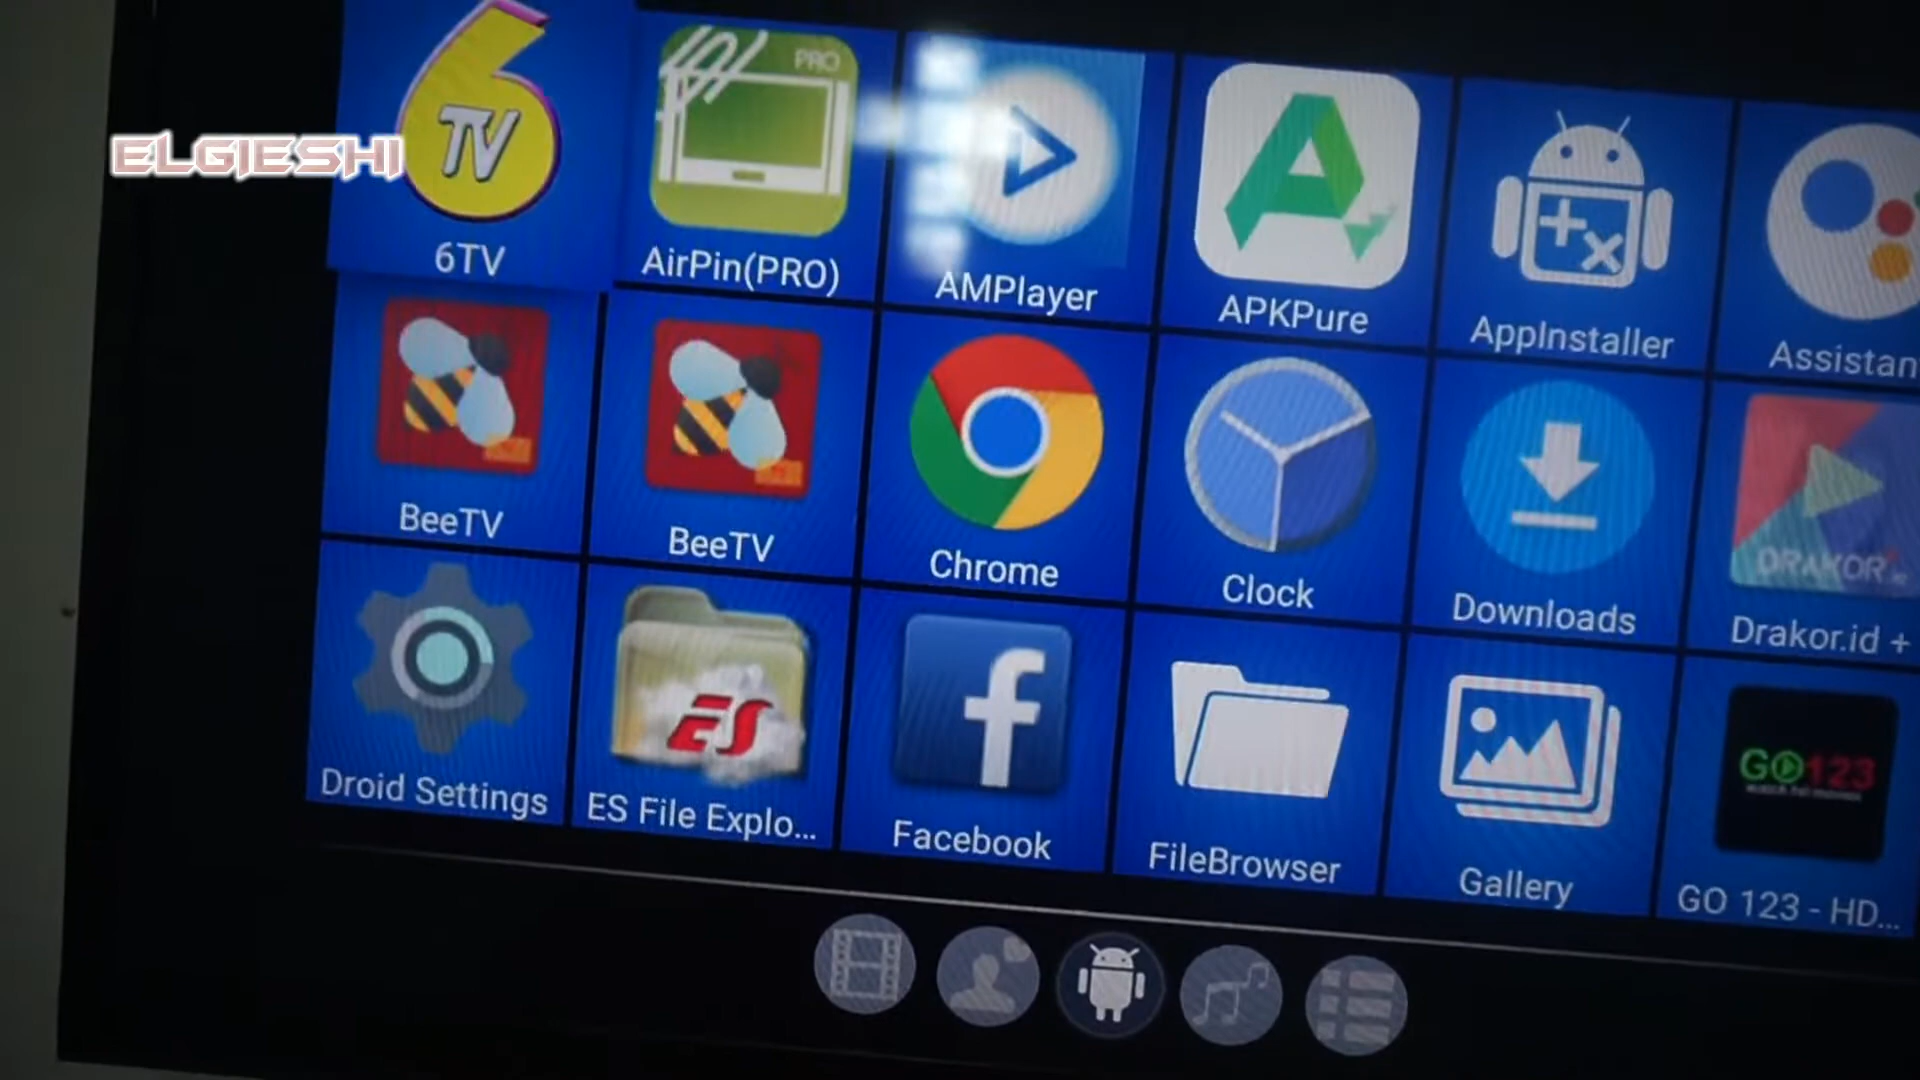 6
TV
PRO
ELGIESHI
6TV
AirPin(PRO)
AMPlayer
APKPure
AppInstaller
Assistan
BeeTV
BeeTV
Chrome
Clock
Downloads
DRAKOR.id
Drakor.id +
ES
f
GO123
Droid Settings
ES File Explo...
Facebook
FileBrowser
Gallery
GO 123 - HD...